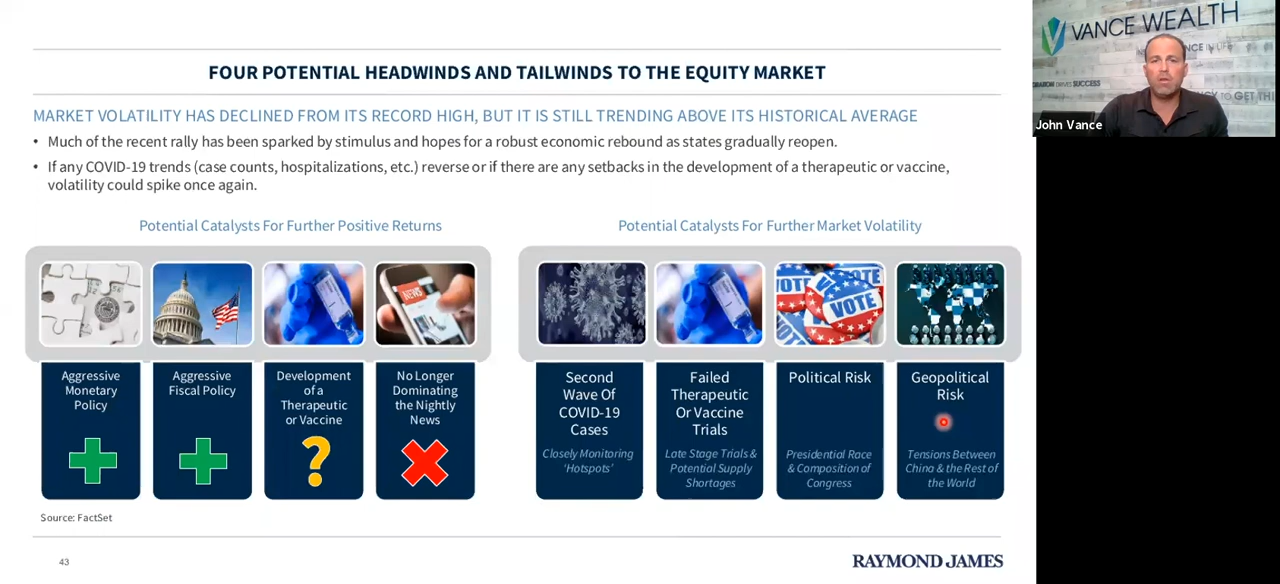 FOUR POTENTIAL HEADWINDS AND TAILWINDS TO THE EQUITY MARKET
MARKET VOLATILITY HAS DECLINED FROM ITS RECORD HIGH, BUT IT IS STILL TRENDING ABOVE ITS HISTORICAL AVERAGE
• Much of the recent rally has been sparked by stimulus and hopes for a robust economic rebound as states gradually reopen.
• If any COVID-19 trends (case counts, hospitalizations, etc.) reverse or if there are any setbacks in the development of a therapeutic or vaccine,
volatility could spike once again.
Potential Catalysts For Further Positive Returns
NEWS
Aggressive
Monetary
Policy
Aggressive
Fiscal Policy
Development
of a
Therapeutic
or Vaccine
No Longer
Dominating
the Nightly
News
Potential Catalysts For Further Market Volatility
VOTE
VOTE
VOTE
Second
Wave Of
COVID-19
Cases
Closely Monitoring
‘Hotspots’
Failed
Therapeutic
Or Vaccine
Trials
Late Stage Trials &
Potential Supply
Shortages
Political Risk
Presidential Race
& Composition of
Congress
Geopolitical
Risk
Tensions Between
China & the Rest of
the World
Source: FactSet
43
RAYMOND JAMES
VANCE WEALTH
IN LIFE
SUCCESS
TO GET
John Vance